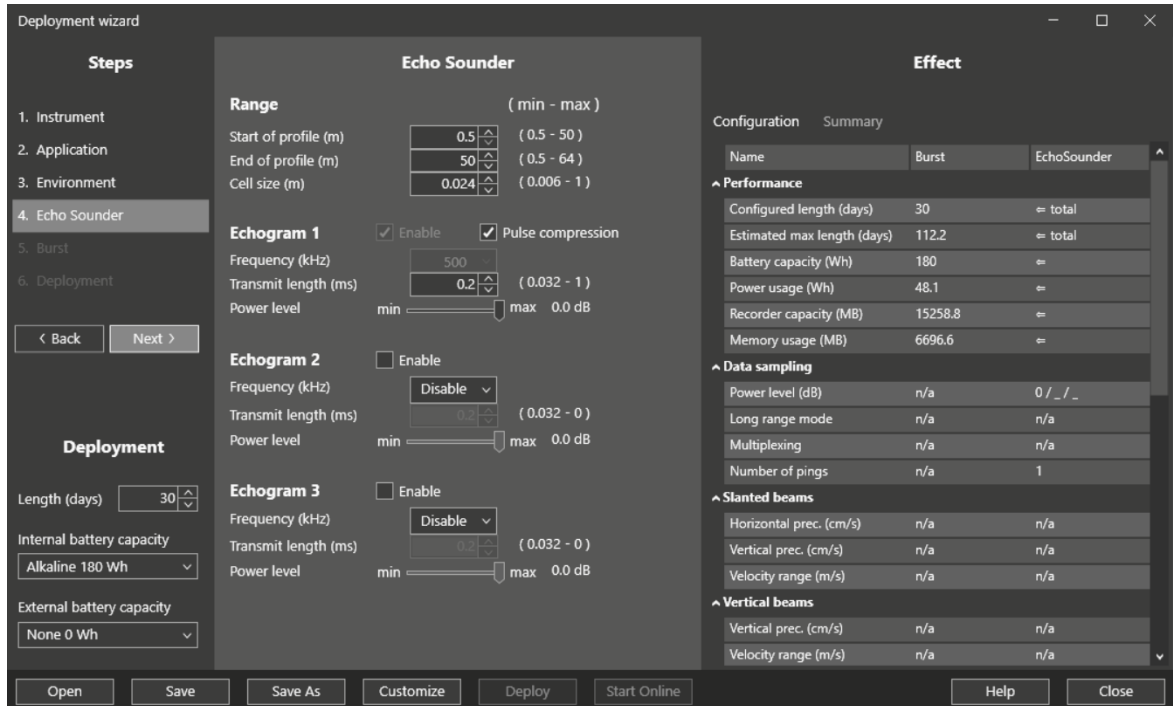 Deployment wizard
Steps
1. Instrument
2. Application
3. Environment
4. Echo Sounder
5. Burst
6. Deployment
< Back
Next >
Deployment
Length (days) 30
Internal battery capacity
Alkaline 180 Wh
External battery capacity
None 0 Wh
Echo Sounder
Range ( min - max )
Start of profile (m) 0.5 ( 0.5 - 50 )
End of profile (m) 50 ( 0.5 - 64 )
Cell size (m) 0.024 ( 0.006 - 1 )
Echogram 1 Enable Pulse compression
Frequency (kHz) 500
Transmit length (ms) 0.2 ( 0.032 - 1 )
Power level min max 0.0 dB
Echogram 2 Enable
Frequency (kHz) Disable
Transmit length (ms) 0.2 ( 0.032 - 0 )
Power level min max 0.0 dB
Echogram 3 Enable
Frequency (kHz) Disable
Transmit length (ms) 0.2 ( 0.032 - 0 )
Power level min max 0.0 dB
Effect
Configuration Summary
Name Burst EchoSounder
Performance
Configured length (days) 30 ⇐ total
Estimated max length (days) 112.2 ⇐ total
Battery capacity (Wh) 180 ⇐
Power usage (Wh) 48.1 ⇐
Recorder capacity (MB) 15258.8 ⇐
Memory usage (MB) 6696.6 ⇐
Data sampling
Power level (dB) n/a 0 / _ / _
Long range mode n/a n/a
Multiplexing n/a n/a
Number of pings n/a 1
Slanted beams
Horizontal prec. (cm/s) n/a n/a
Vertical prec. (cm/s) n/a n/a
Velocity range (m/s) n/a n/a
Vertical beams
Vertical prec. (cm/s) n/a n/a
Velocity range (m/s) n/a n/a
Open Save Save As Customize Deploy Start Online Help Close